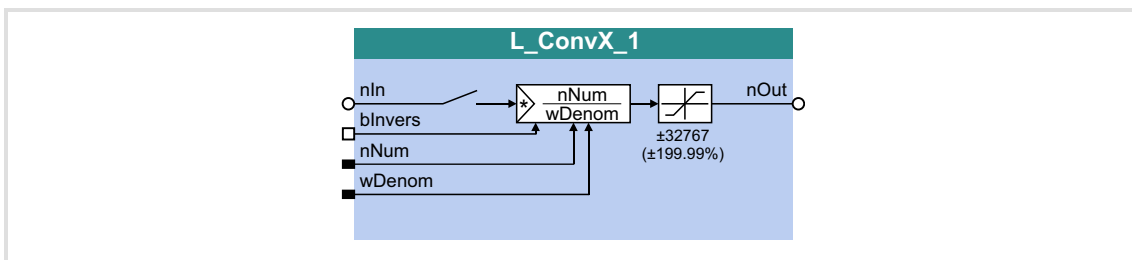 L_ConvX_1
nIn
bInvers
nNum
wDenom
*
nNum
wDenom
±32767
(±199.99%)
nOut